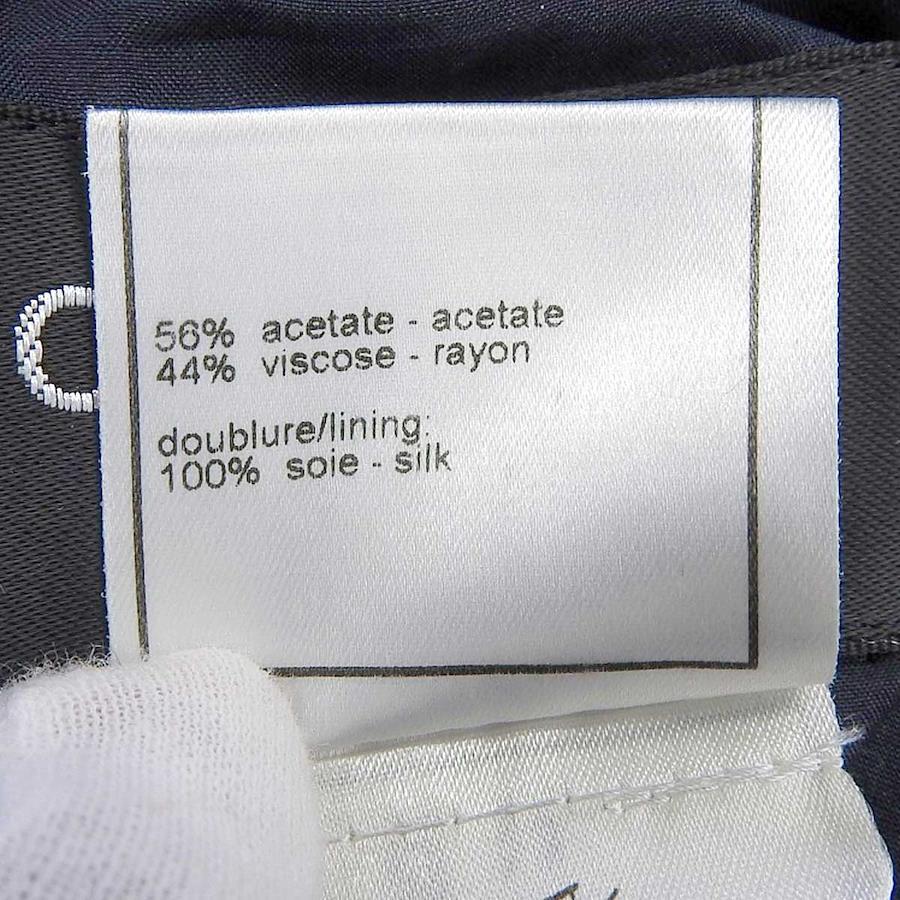 56% acetate - acetate
44% viscose - rayon
doublure/lining:
100% soie - silk